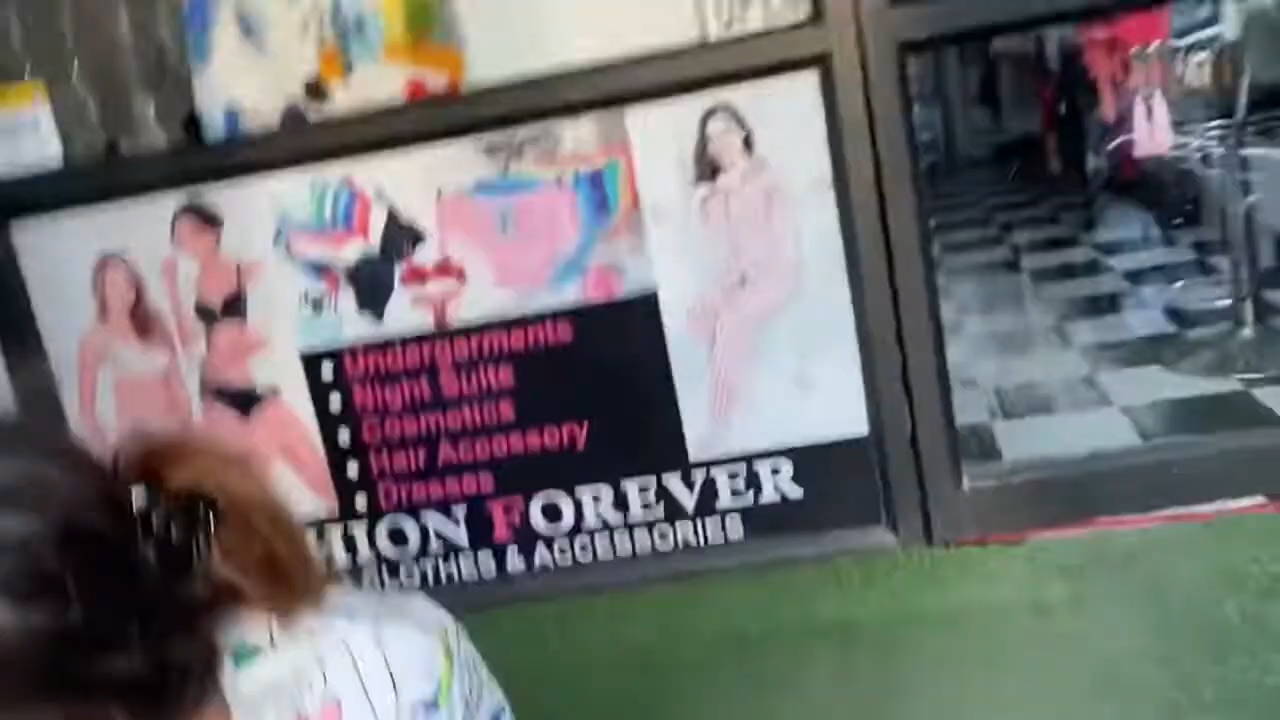 Undergarments
Night Suits
Cosmetics
Hair Accessory
Dresses
HION FOREVER
CLOTHES & ACCESSORIES